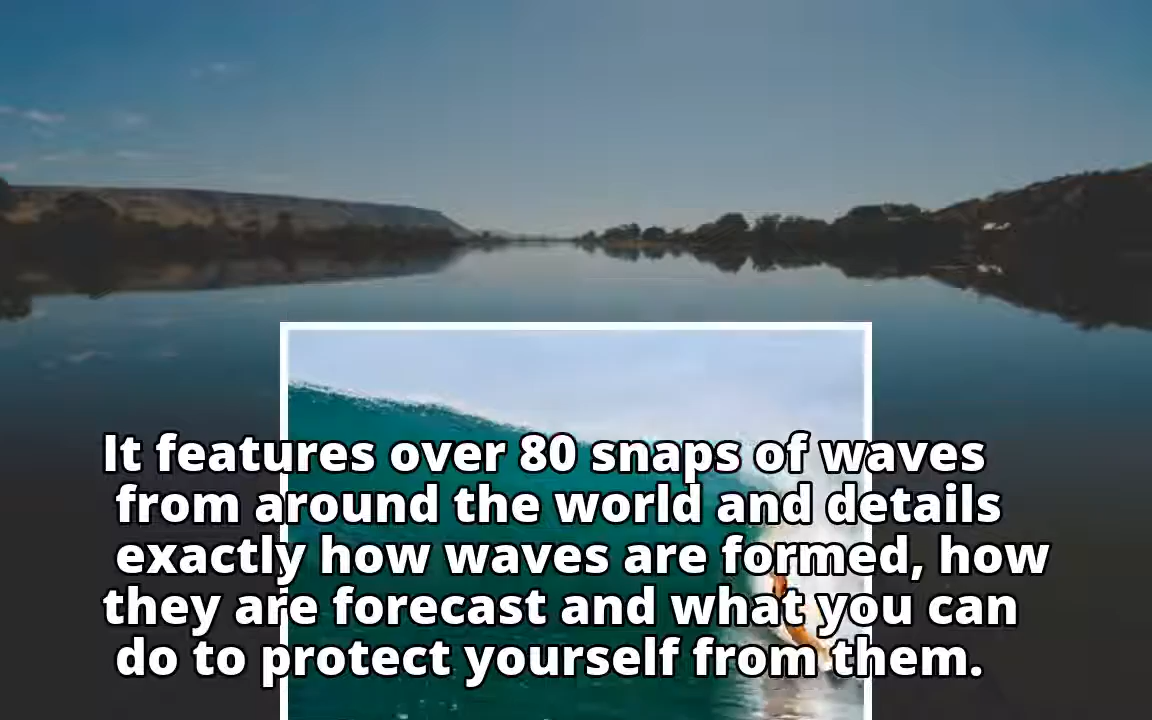 It features over 80 snaps of waves
from around the world and details
exactly how waves are formed, how
they are forecast and what you can
do to protect yourself from them.